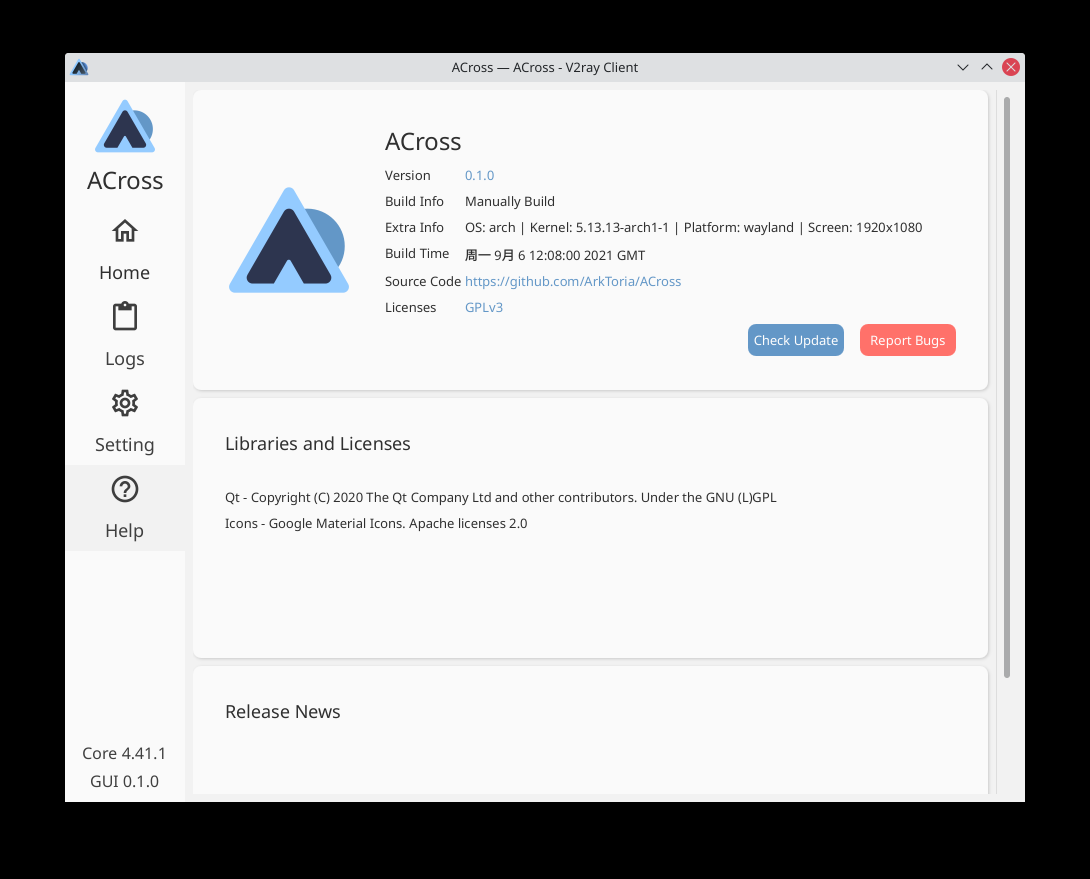 ACross — ACross - V2ray Client
ACross
Home
Logs
Setting
Help
Core 4.41.1
GUI 0.1.0
ACross
Version 0.1.0
Build Info Manually Build
Extra Info OS: arch | Kernel: 5.13.13-arch1-1 | Platform: wayland | Screen: 1920x1080
Build Time 周一 9月 6 12:08:00 2021 GMT
Source Code https://github.com/ArkToria/ACross
Licenses GPLv3
Check Update Report Bugs
Libraries and Licenses
Qt - Copyright (C) 2020 The Qt Company Ltd and other contributors. Under the GNU (L)GPL
Icons - Google Material Icons. Apache licenses 2.0
Release News